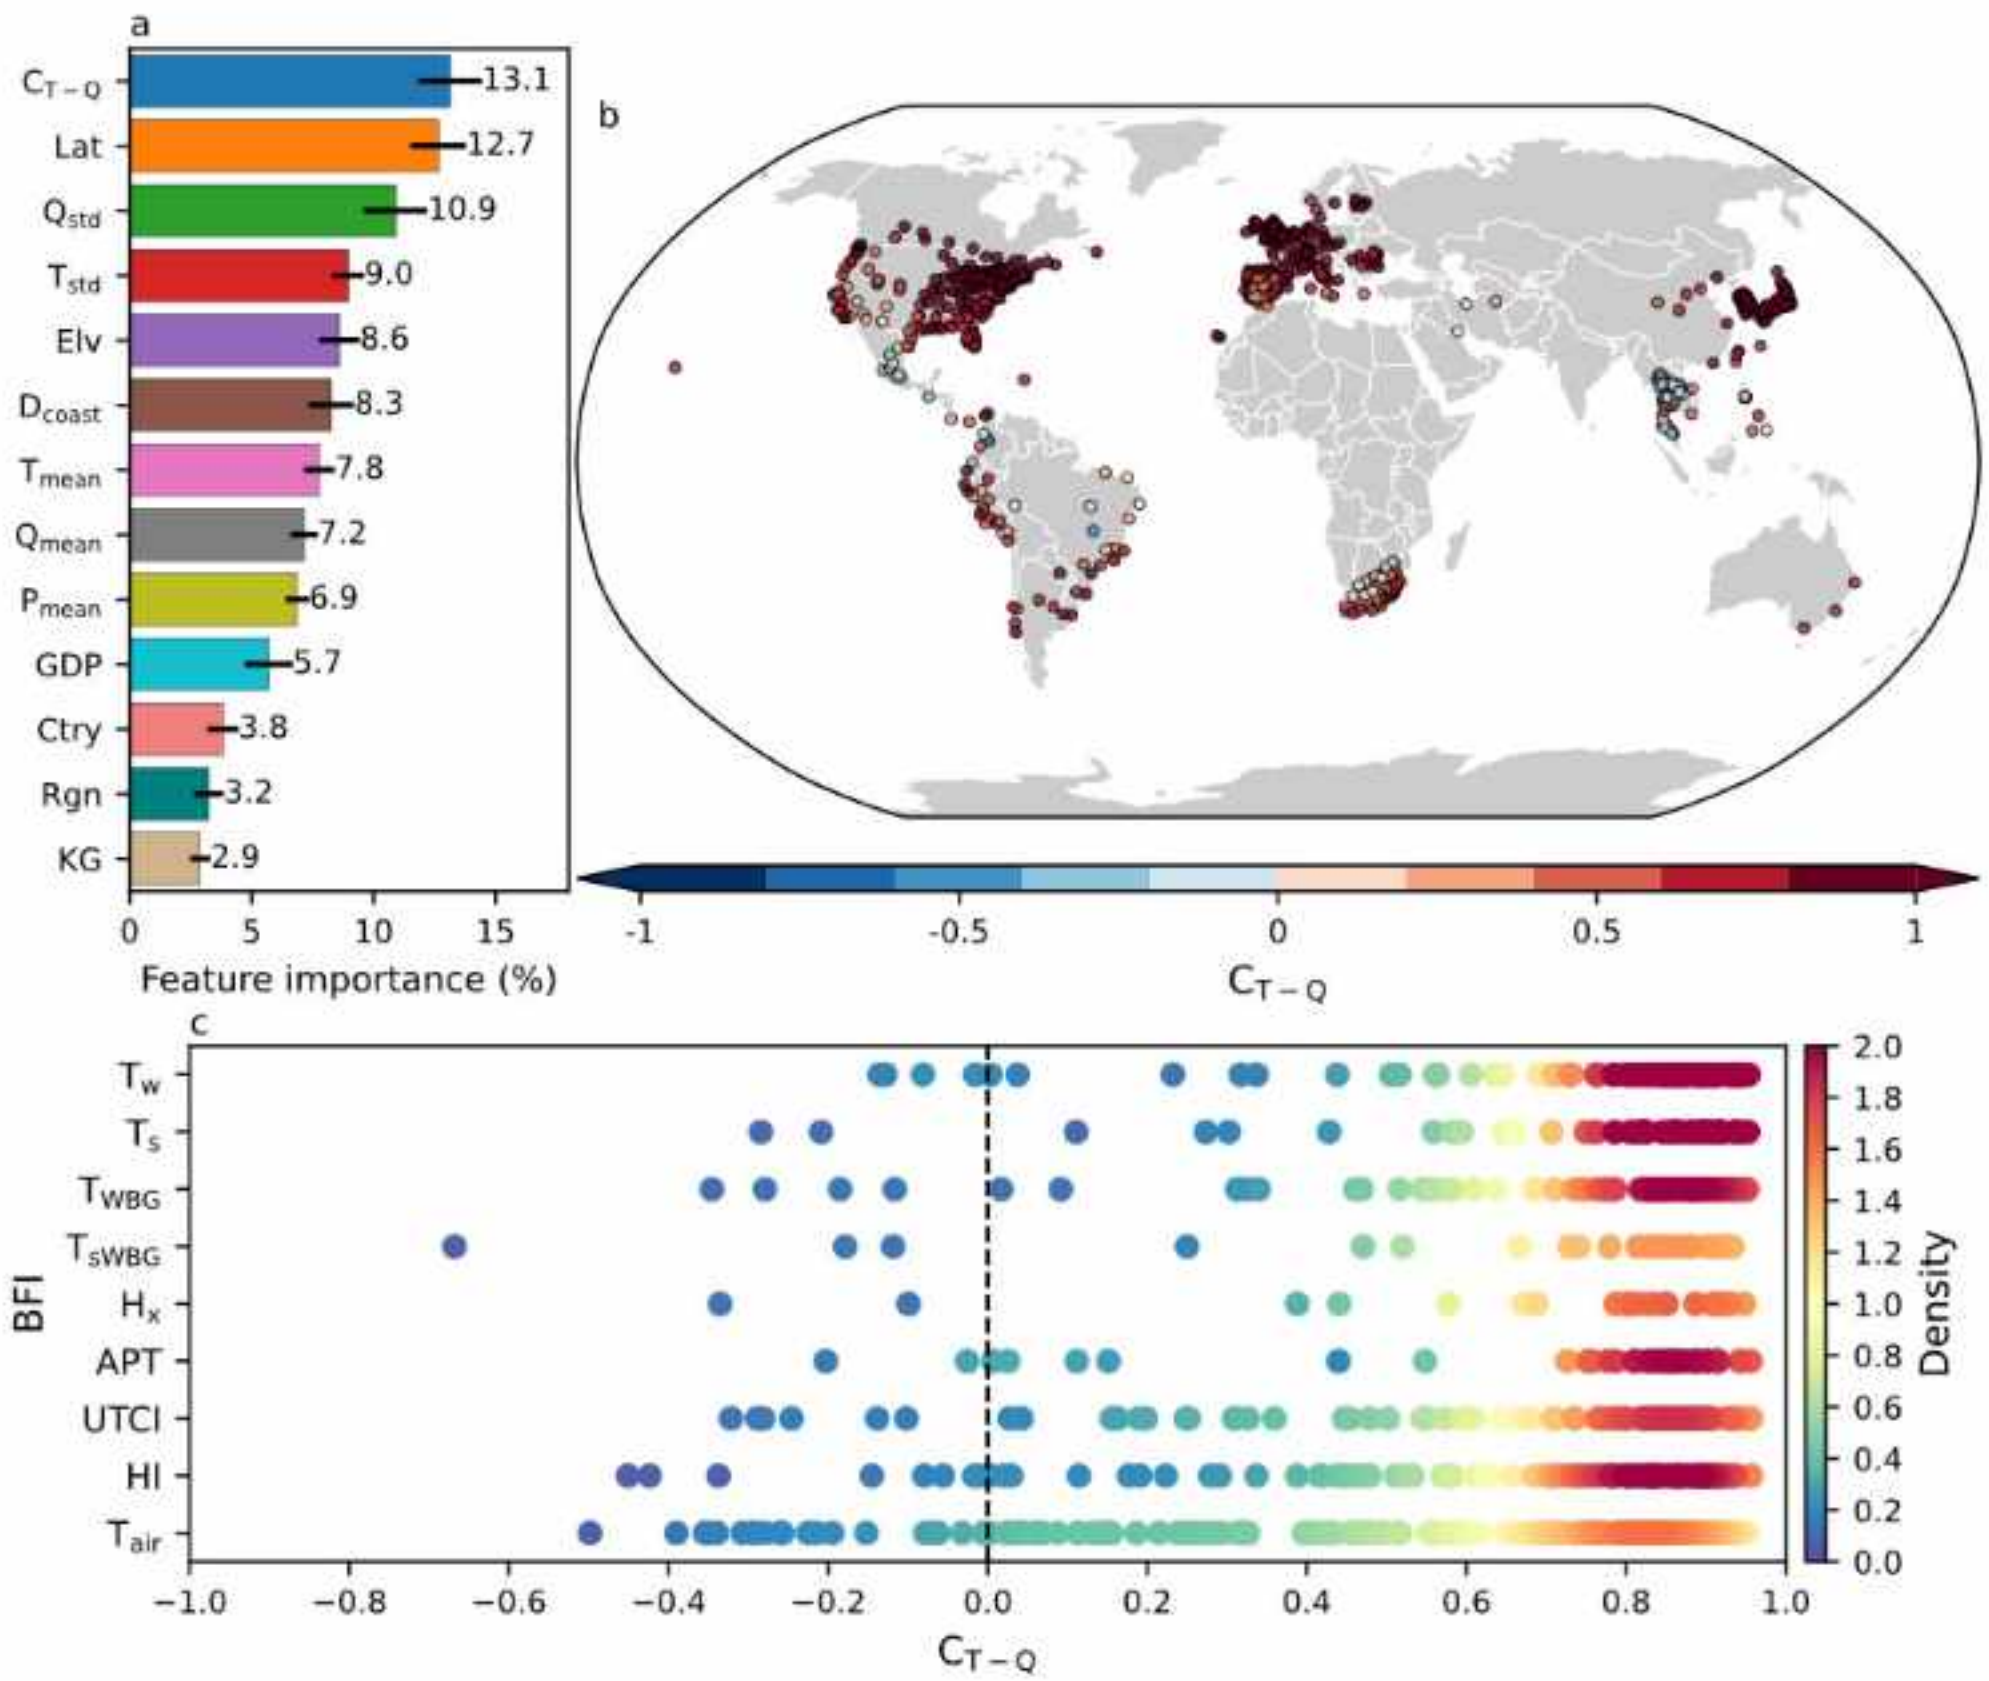 a
C_T−Q 13.1
Lat 12.7
Q_std 10.9
T_std 9.0
Elv 8.6
D_coast 8.3
T_mean 7.8
Q_mean 7.2
P_mean 6.9
GDP 5.7
Ctry 3.8
Rgn 3.2
KG 2.9
0 5 10 15
Feature importance (%)
b
-1 -0.5 0 0.5 1
C_T−Q
c
BFI
T_w
T_s
T_WBG
T_sWBG
H_x
APT
UTCI
HI
T_air
−1.0 −0.8 −0.6 −0.4 −0.2 0.0 0.2 0.4 0.6 0.8 1.0
C_T−Q
2.0
1.8
1.6
1.4
1.2
1.0
0.8
0.6
0.4
0.2
0.0
Density